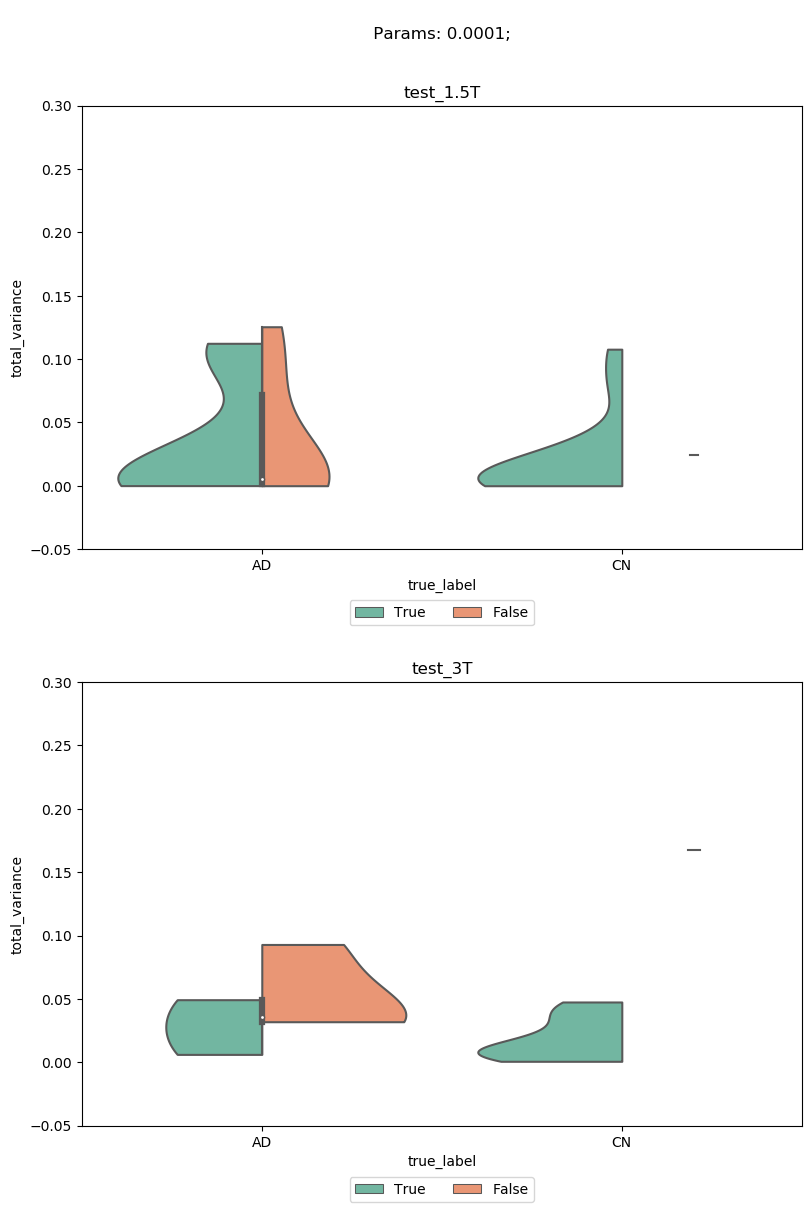 Params: 0.0001;
test_1.5T
0.30
0.25
0.20
0.15
0.10
0.05
0.00
−0.05
total_variance
AD CN
true_label
True False
test_3T
0.30
0.25
0.20
0.15
0.10
0.05
0.00
−0.05
total_variance
AD CN
true_label
True False